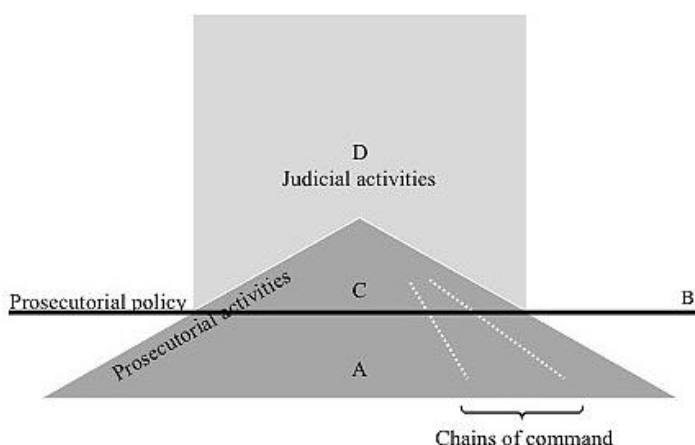 D
Judicial activities
Prosecutorial activities
C
Prosecutorial policy
B
A
Chains of command